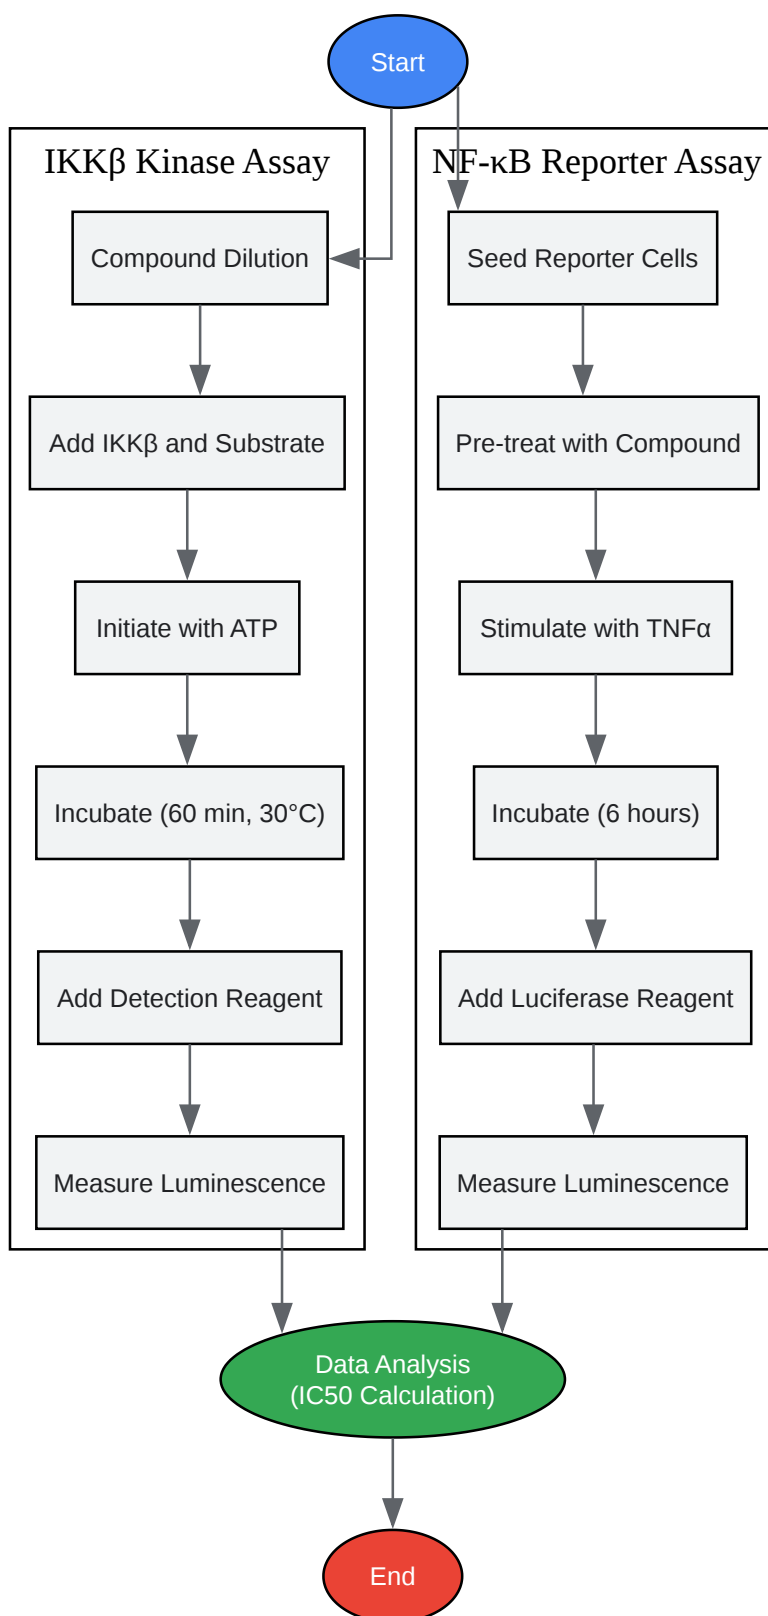 Start
IKKβ Kinase Assay
Compound Dilution
Add IKKβ and Substrate
Initiate with ATP
Incubate (60 min, 30°C)
Add Detection Reagent
Measure Luminescence
NF-κB Reporter Assay
Seed Reporter Cells
Pre-treat with Compound
Stimulate with TNFα
Incubate (6 hours)
Add Luciferase Reagent
Measure Luminescence
Data Analysis
(IC50 Calculation)
End